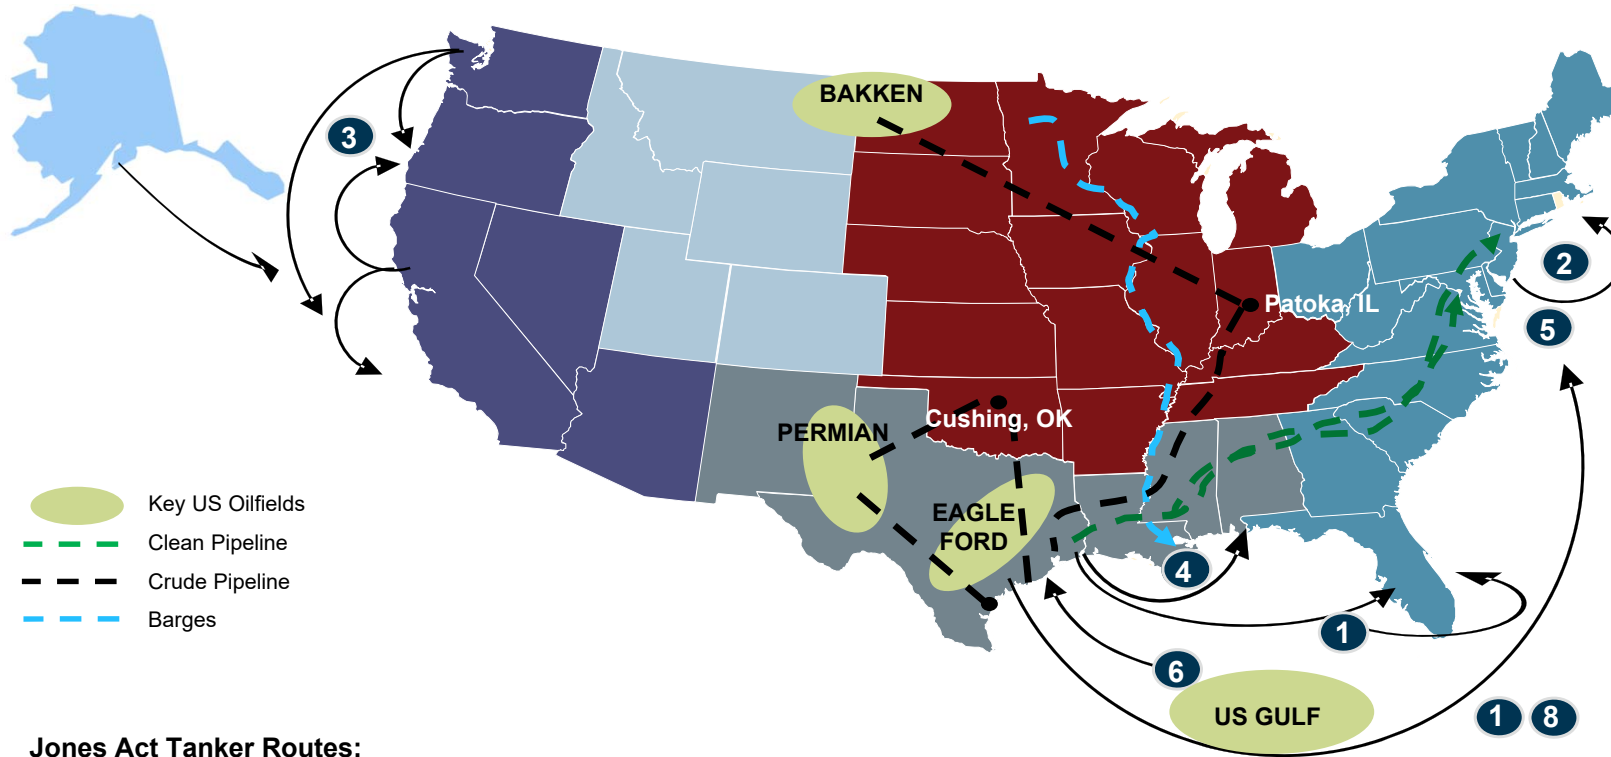 BAKKEN
3
2
Patoka, IL
5
Cushing, OK
PERMIAN
Key US Oilfields
EAGLE
FORD
Clean Pipeline
4
Crude Pipeline
Barges
1
6
US GULF
1 8
Jones Act Tanker Routes: